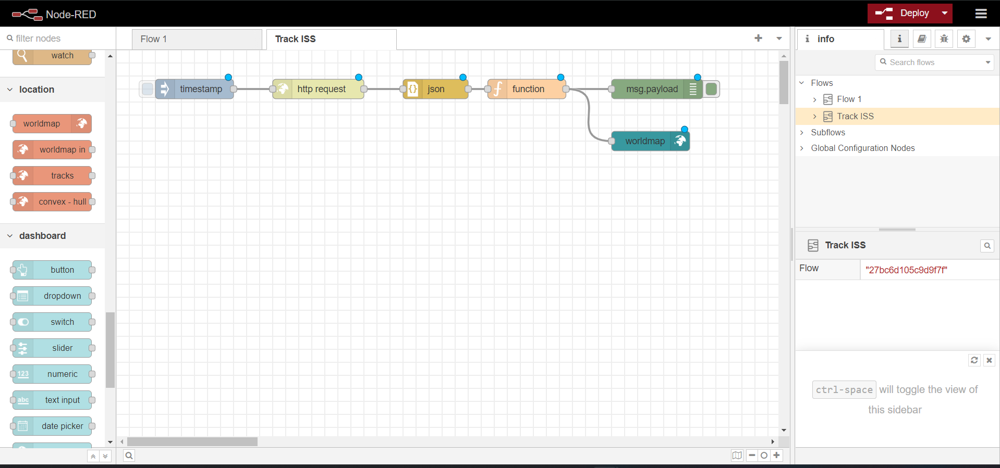 Node-RED
Deploy
filter nodes
Flow 1
Track ISS
info
watch
location
worldmap
worldmap in
tracks
convex - hull
dashboard
button
dropdown
switch
slider
123
numeric
abc
text input
date picker
timestamp
http request
{}
json
f
function
msg.payload
worldmap
Search flows
Flows
Flow 1
Track ISS
Subflows
Global Configuration Nodes
Track ISS
Flow "27bc6d105c9d9f7f"
ctrl-space will toggle the view of
this sidebar